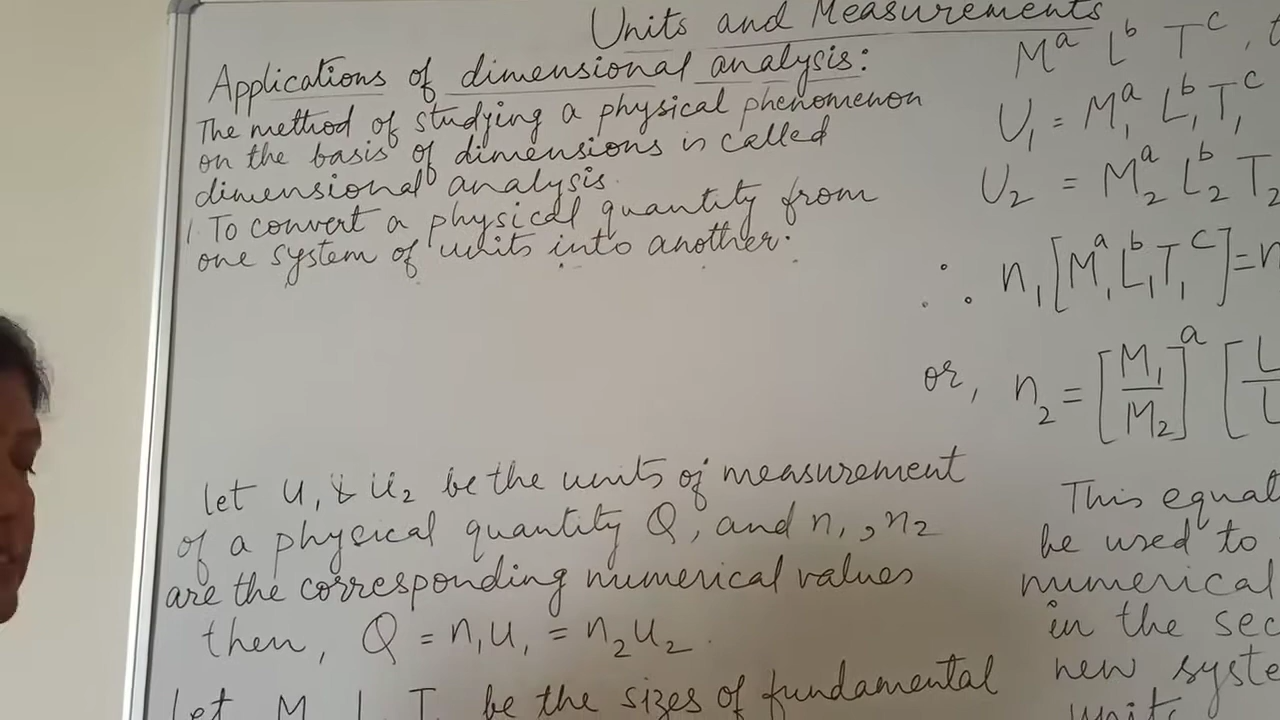 Units and Measurements
Applications of dimensional analysis:
The method of studying a physical phenomenon
on the basis of dimensions is called
dimensional analysis.
1. To convert a physical quantity from
one system of units into another.
let u₁ & u₂ be the units of measurement
of a physical quantity Q, and n₁, n₂
are the corresponding numerical values
then, Q = n₁u₁ = n₂u₂.
Let M L T be the sizes of fundamental
Mᵃ Lᵇ Tᶜ,
U₁ = M₁ᵃ L₁ᵇ T₁ᶜ
U₂ = M₂ᵃ L₂ᵇ T₂
∴ n₁[M₁ᵃ L₁ᵇ T₁ᶜ] = n
or, n₂ = [M₁/M₂]ᵃ [L/L
This equat
be used to
numerical
in the sec
new syste
units